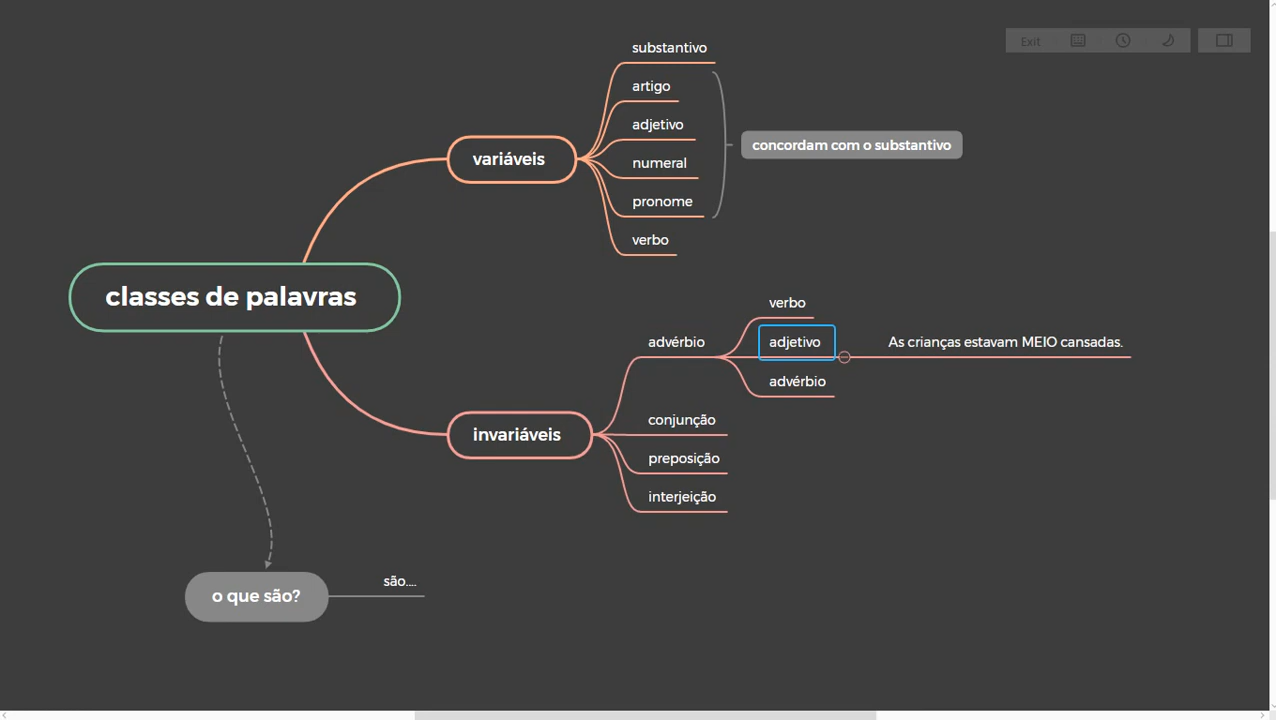 Exit
substantivo
artigo
adjetivo
numeral
pronome
verbo
concordam com o substantivo
variáveis
classes de palavras
invariáveis
advérbio
verbo
adjetivo
As crianças estavam MEIO cansadas.
advérbio
conjunção
preposição
interjeição
o que são?
são....